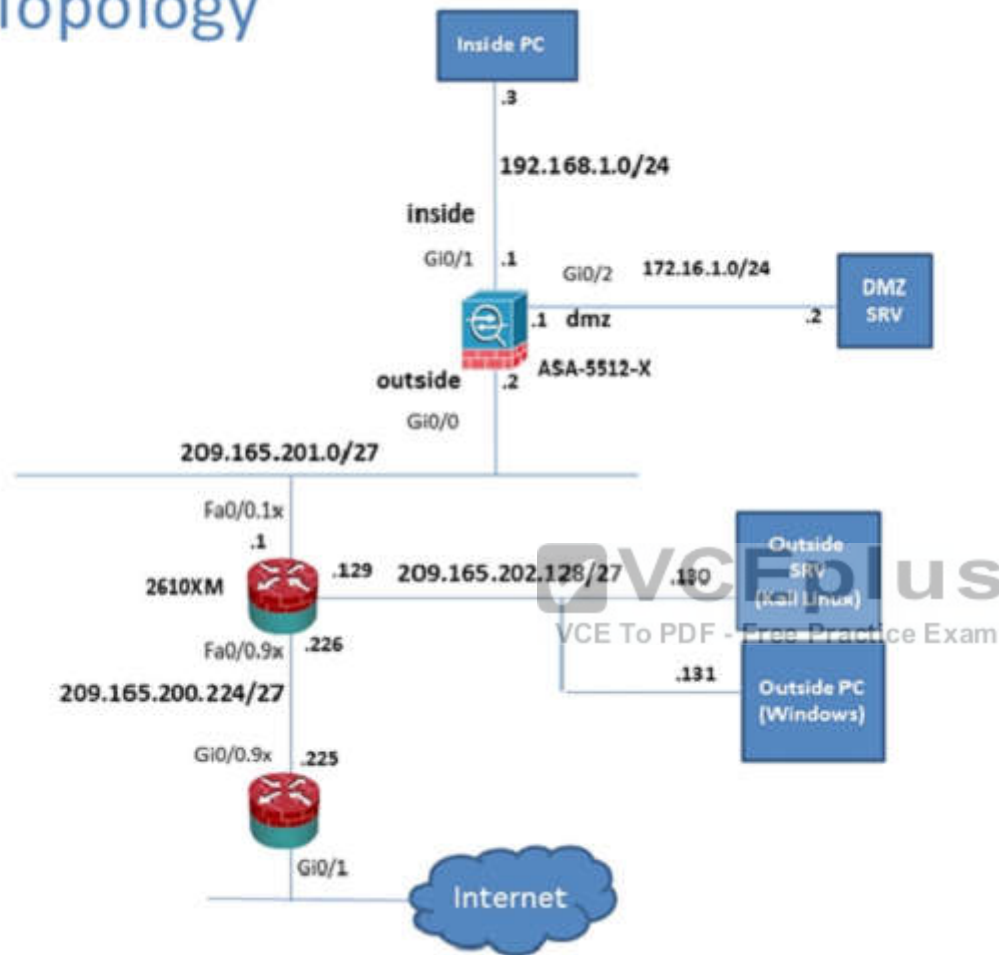 Topology
Inside PC
.3
192.168.1.0/24
inside
Gi0/1
.1
Gi0/2
172.16.1.0/24
DMZ
SRV
.1
dmz
.2
ASA-5512-X
outside
.2
Gi0/0
209.165.201.0/27
Fa0/0.1x
.1
2610XM
.129
209.165.202.128/27
.130
Outside
SRV
(Kali Linux)
VCEplus
VCE To PDF - Free Practice Exam
Fa0/0.9x
.226
209.165.200.224/27
.131
Outside PC
(Windows)
Gi0/0.9x
.225
Gi0/1
Internet